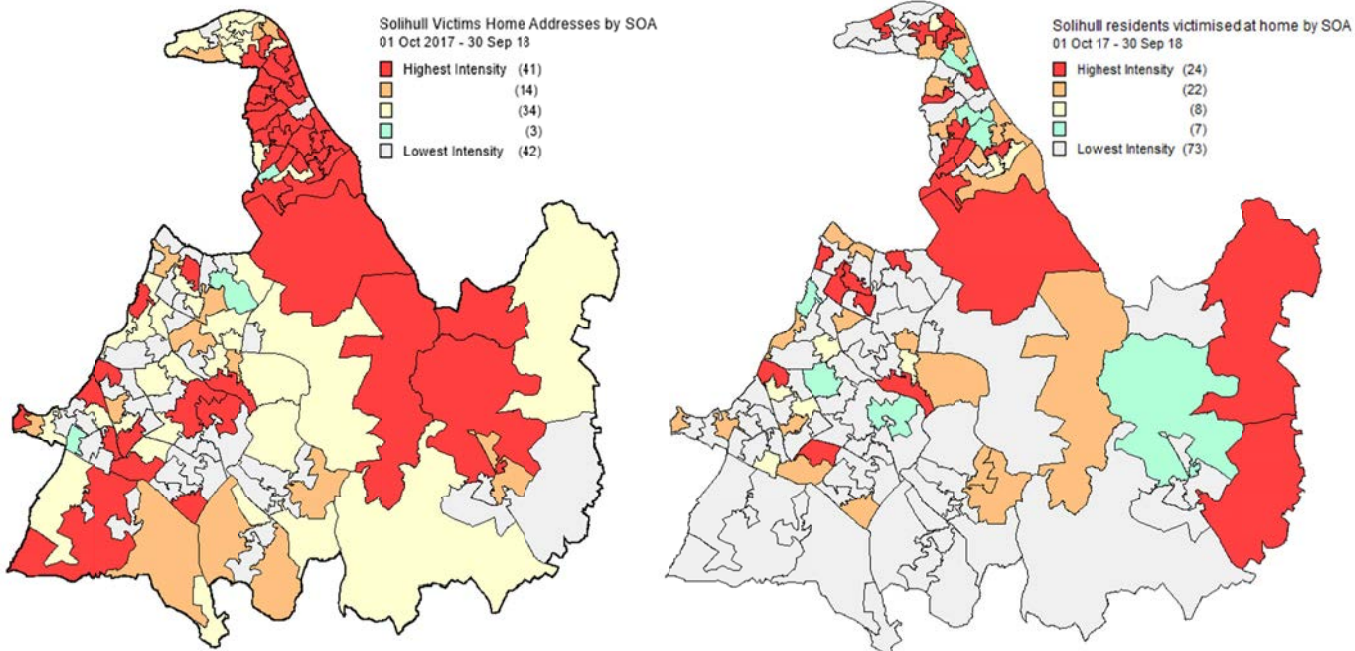 Solihull Victims Home Addresses by SOA
01 Oct 2017 - 30 Sep 18
Highest Intensity (41)
(14)
(34)
(3)
Lowest Intensity (42)
Solihull residents victimised at home by SOA
01 Oct 17 - 30 Sep 18
Highest Intensity (24)
(22)
(8)
(7)
Lowest Intensity (73)